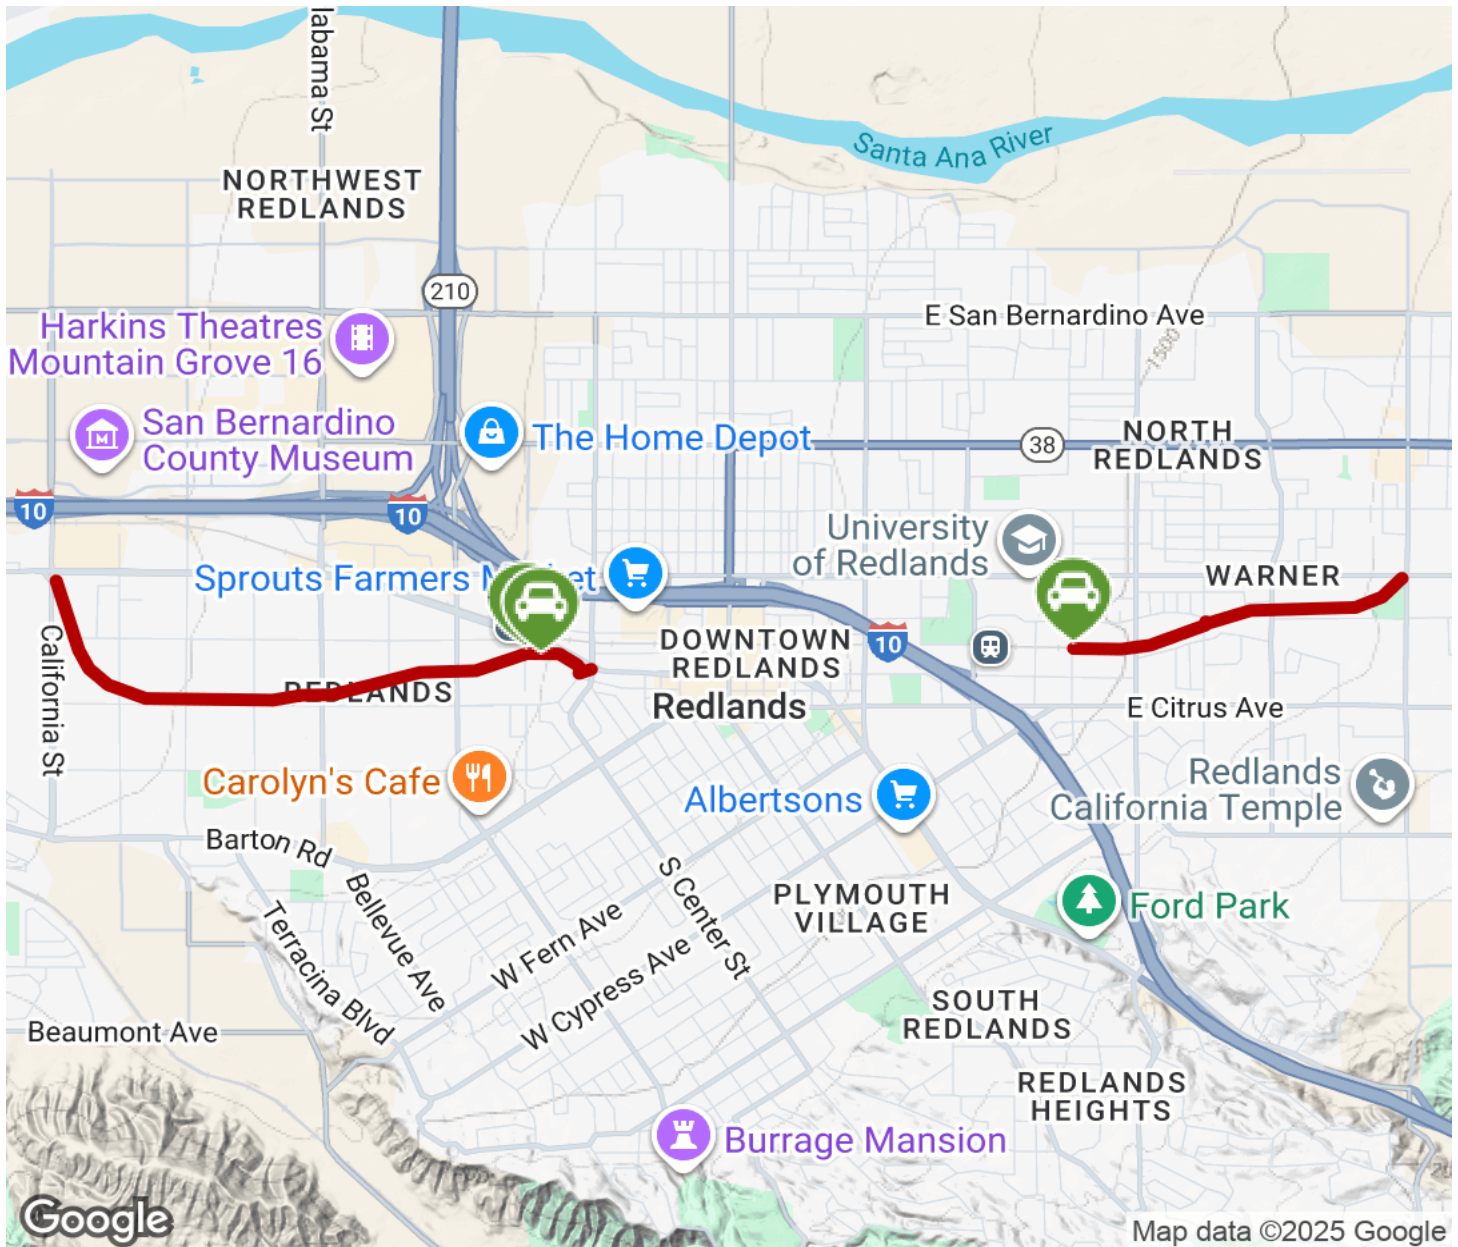 labama St
Santa Ana River
NORTHWEST
REDLANDS
210
E San Bernardino Ave
Harkins Theatres
Mountain Grove 16
1500
San Bernardino
County Museum
The Home Depot
38
NORTH
REDLANDS
10
10
University
of Redlands
Sprouts Farmers Market
WARNER
California St
DOWNTOWN
REDLANDS
10
REDLANDS
Redlands
E Citrus Ave
Carolyn's Cafe
Albertsons
Redlands
California Temple
Barton Rd
Bellevue Ave
Terracina Blvd
S Center St
W Fern Ave
W Cypress Ave
PLYMOUTH
VILLAGE
Ford Park
SOUTH
REDLANDS
Beaumont Ave
REDLANDS
HEIGHTS
Burrage Mansion
Google
Map data ©2025 Google